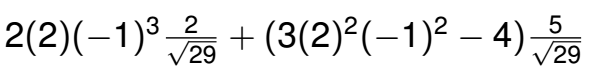 2(2)(−1)³ 2/√29 + (3(2)²(−1)² − 4) 5/√29